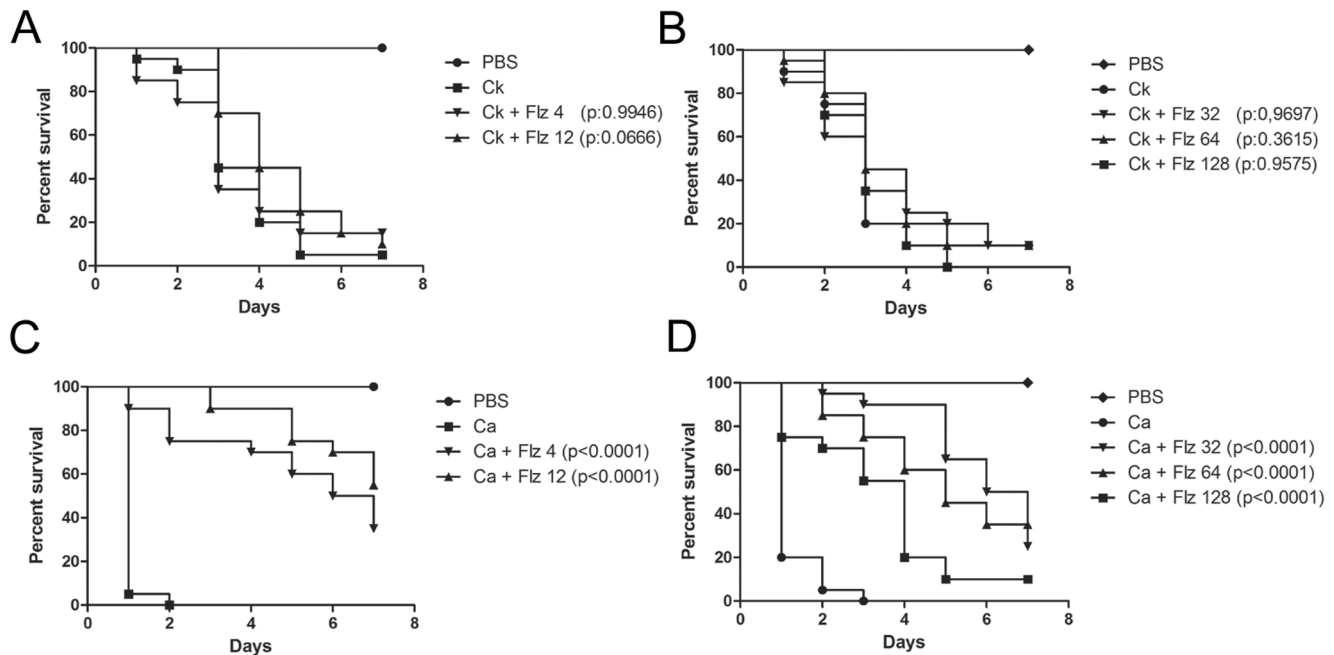 A
Percent survival
100
80
60
40
20
0
0 2 4 6 8
Days
PBS
Ck
Ck + Flz 4 (p:0.9946)
Ck + Flz 12 (p:0.0666)
B
Percent survival
100
80
60
40
20
0
0 2 4 6 8
Days
PBS
Ck
Ck + Flz 32 (p:0,9697)
Ck + Flz 64 (p:0.3615)
Ck + Flz 128 (p:0.9575)
C
Percent survival
100
80
60
40
20
0
0 2 4 6 8
Days
PBS
Ca
Ca + Flz 4 (p<0.0001)
Ca + Flz 12 (p<0.0001)
D
Percent survival
100
80
60
40
20
0
0 2 4 6 8
Days
PBS
Ca
Ca + Flz 32 (p<0.0001)
Ca + Flz 64 (p<0.0001)
Ca + Flz 128 (p<0.0001)